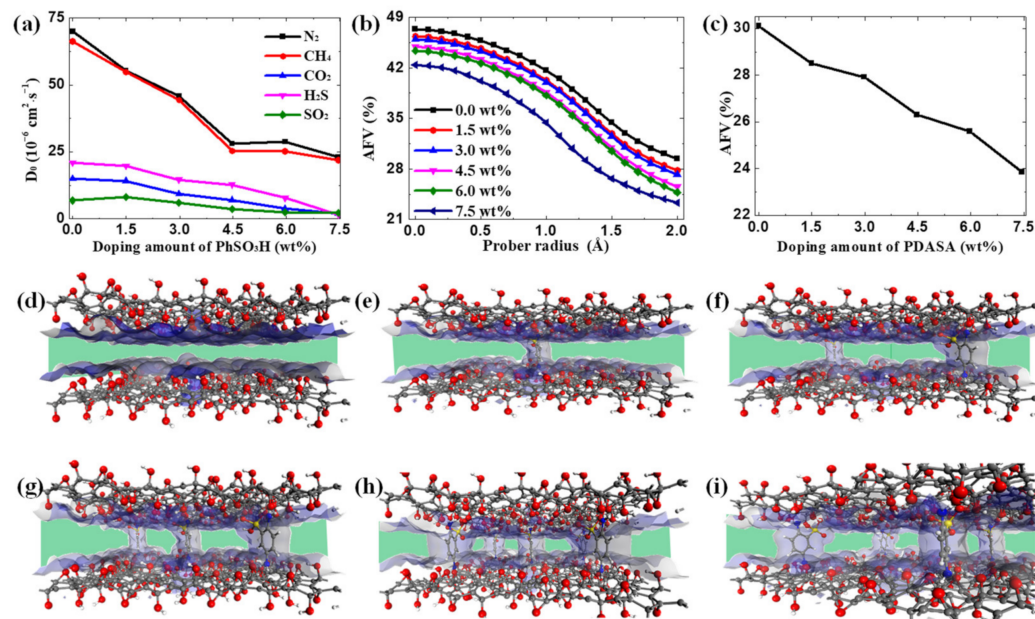 (a)
75
50
25
0
D₀ (10⁻⁶ cm²·s⁻¹)
N₂
CH₄
CO₂
H₂S
SO₂
0.0 1.5 3.0 4.5 6.0 7.5
Doping amount of PhSO₃H (wt%)
(b)
49
42
35
28
21
AFV (%)
0.0 wt%
1.5 wt%
3.0 wt%
4.5 wt%
6.0 wt%
7.5 wt%
0.0 0.5 1.0 1.5 2.0
Prober radius (Å)
(c)
30
28
26
24
22
AFV (%)
0.0 1.5 3.0 4.5 6.0 7.5
Doping amount of PDASA (wt%)
(d)
(e)
(f)
(g)
(h)
(i)